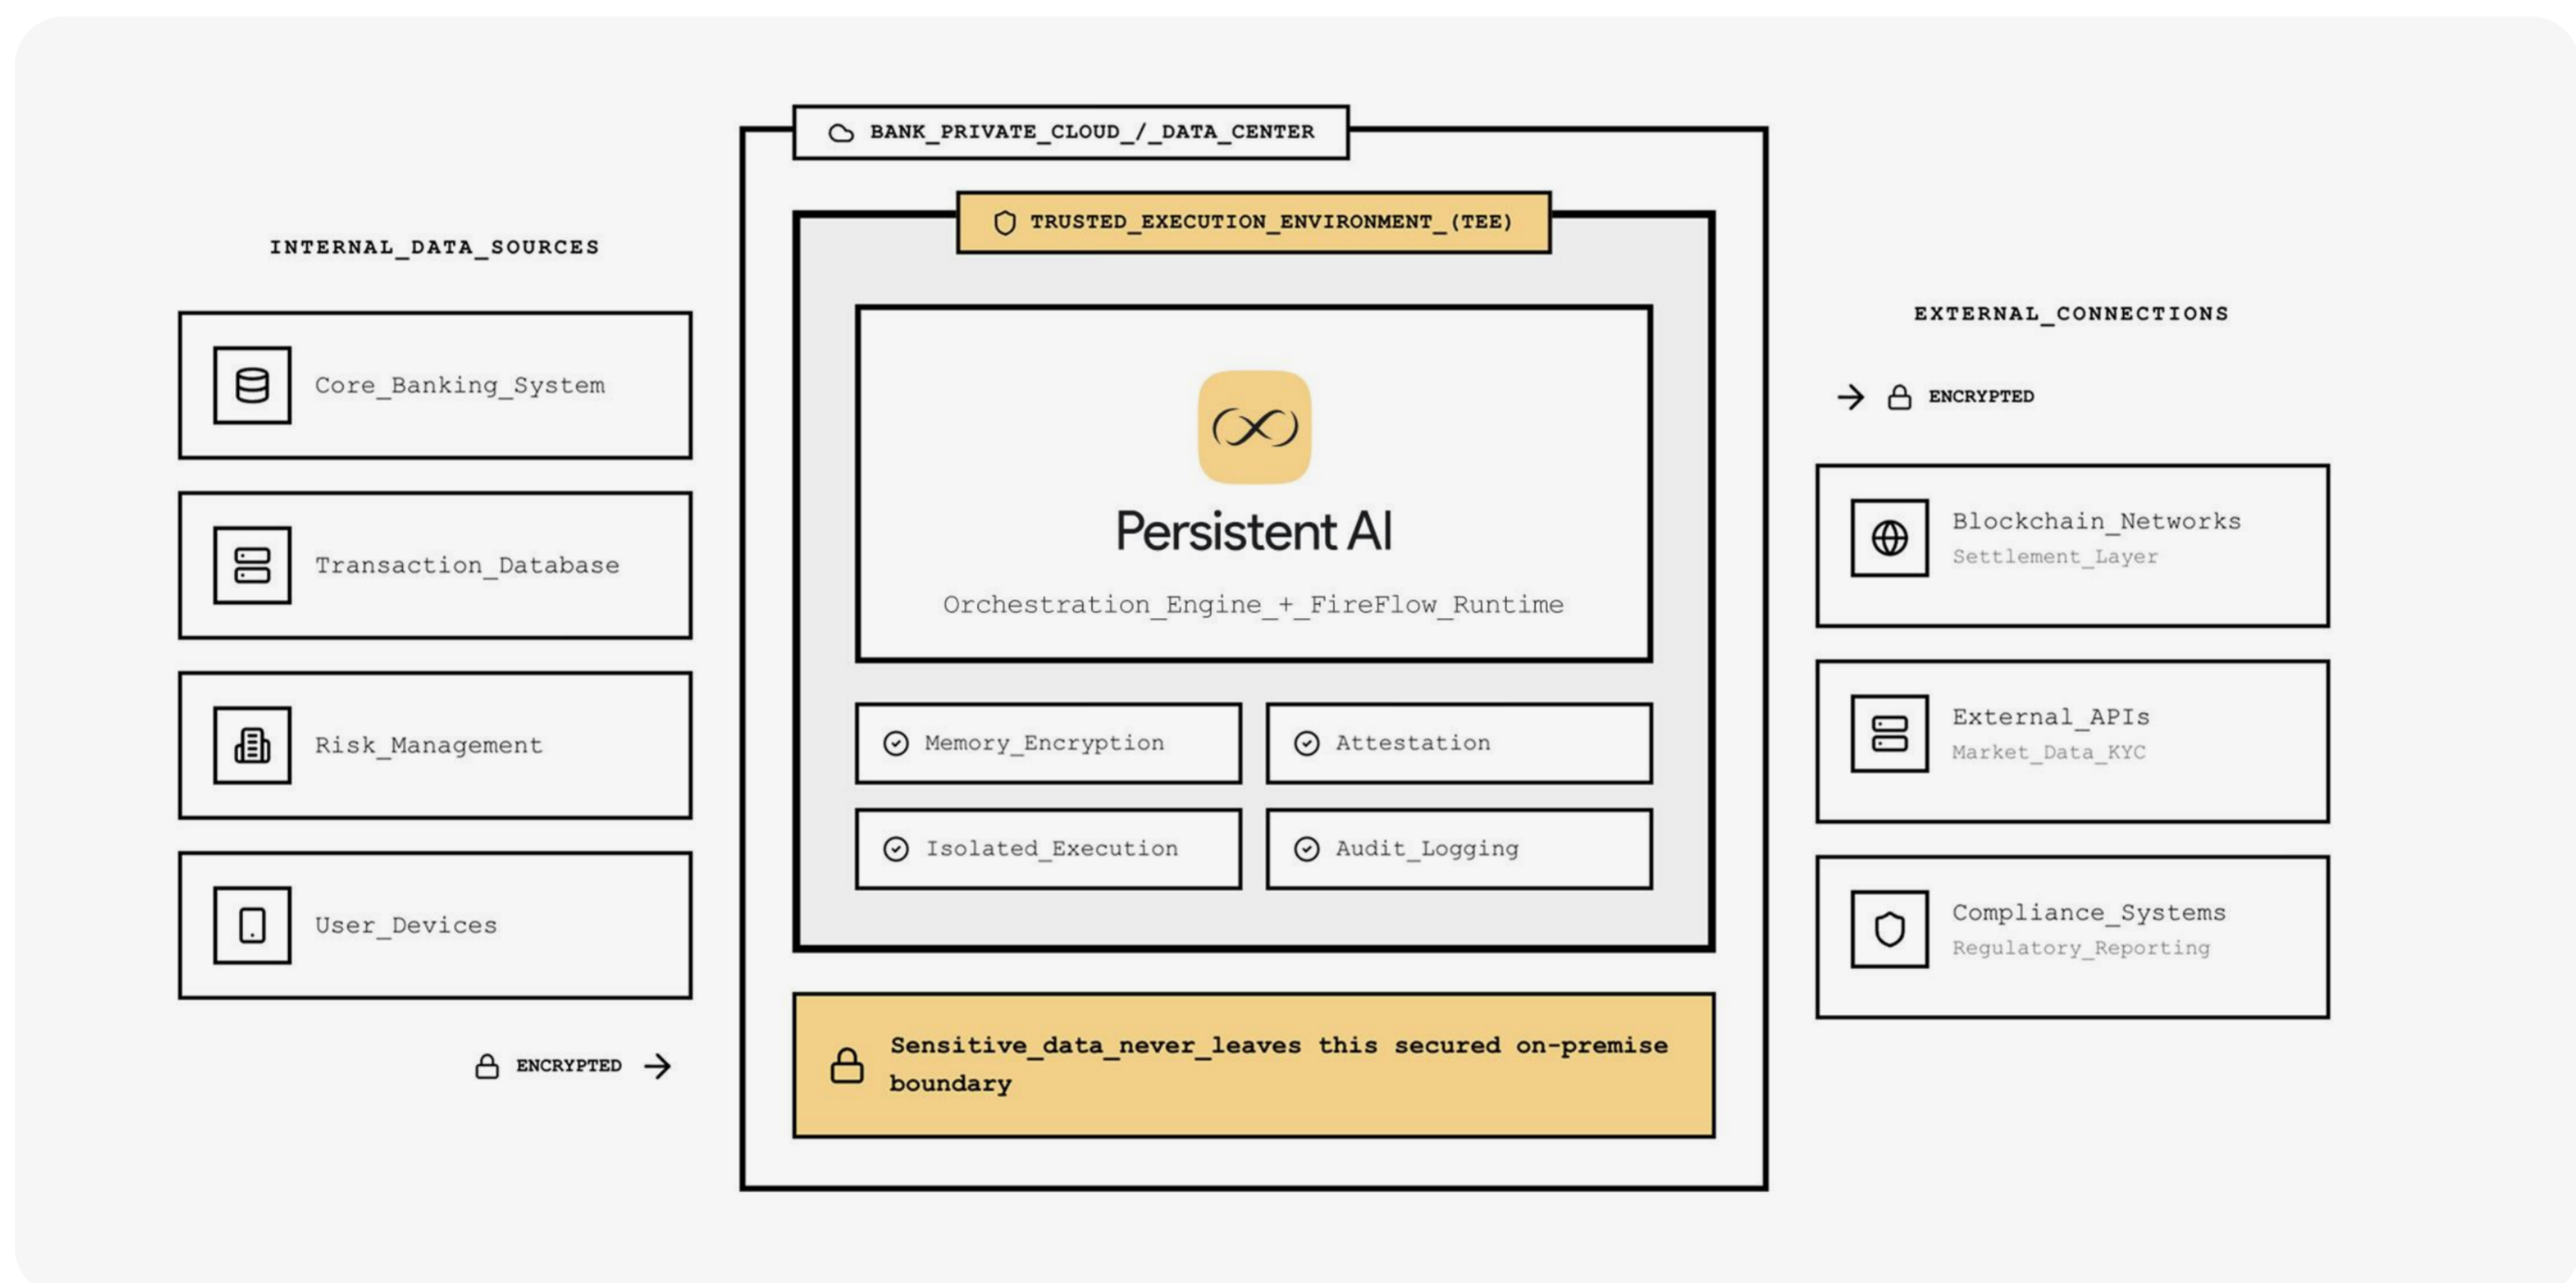 INTERNAL_DATA_SOURCES
Core_Banking_System
Transaction_Database
Risk_Management
User_Devices
ENCRYPTED
BANK_PRIVATE_CLOUD_/_DATA_CENTER
TRUSTED_EXECUTION_ENVIRONMENT_(TEE)
Persistent AI
Orchestration_Engine_+_FireFlow_Runtime
Memory_Encryption
Attestation
Isolated_Execution
Audit_Logging
Sensitive_data_never_leaves this secured on-premise
boundary
EXTERNAL_CONNECTIONS
ENCRYPTED
Blockchain_Networks
Settlement_Layer
External_APIs
Market_Data_KYC
Compliance_Systems
Regulatory_Reporting